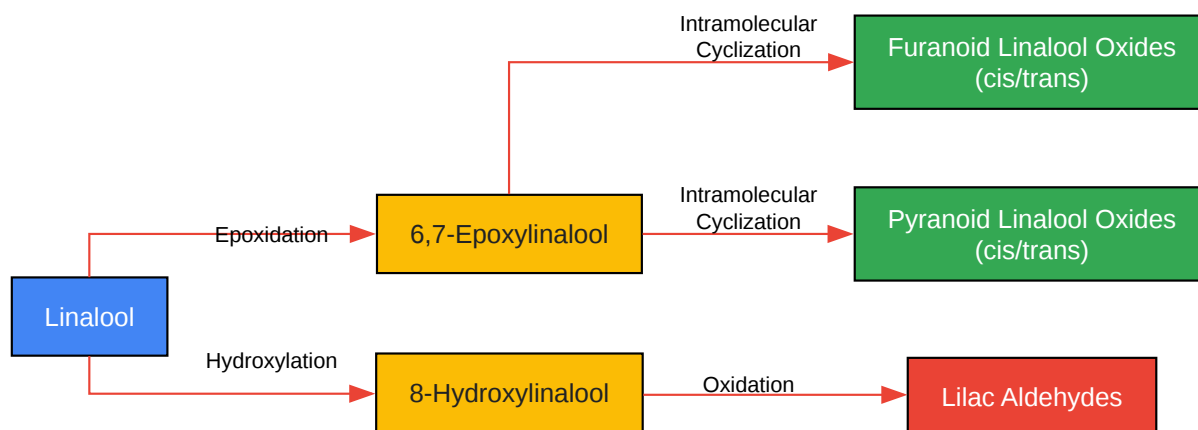 Intramolecular
Cyclization
Furanoid Linalool Oxides
(cis/trans)
Epoxidation
6,7-Epoxylinalool
Intramolecular
Cyclization
Pyranoid Linalool Oxides
(cis/trans)
Linalool
Hydroxylation
8-Hydroxylinalool
Oxidation
Lilac Aldehydes